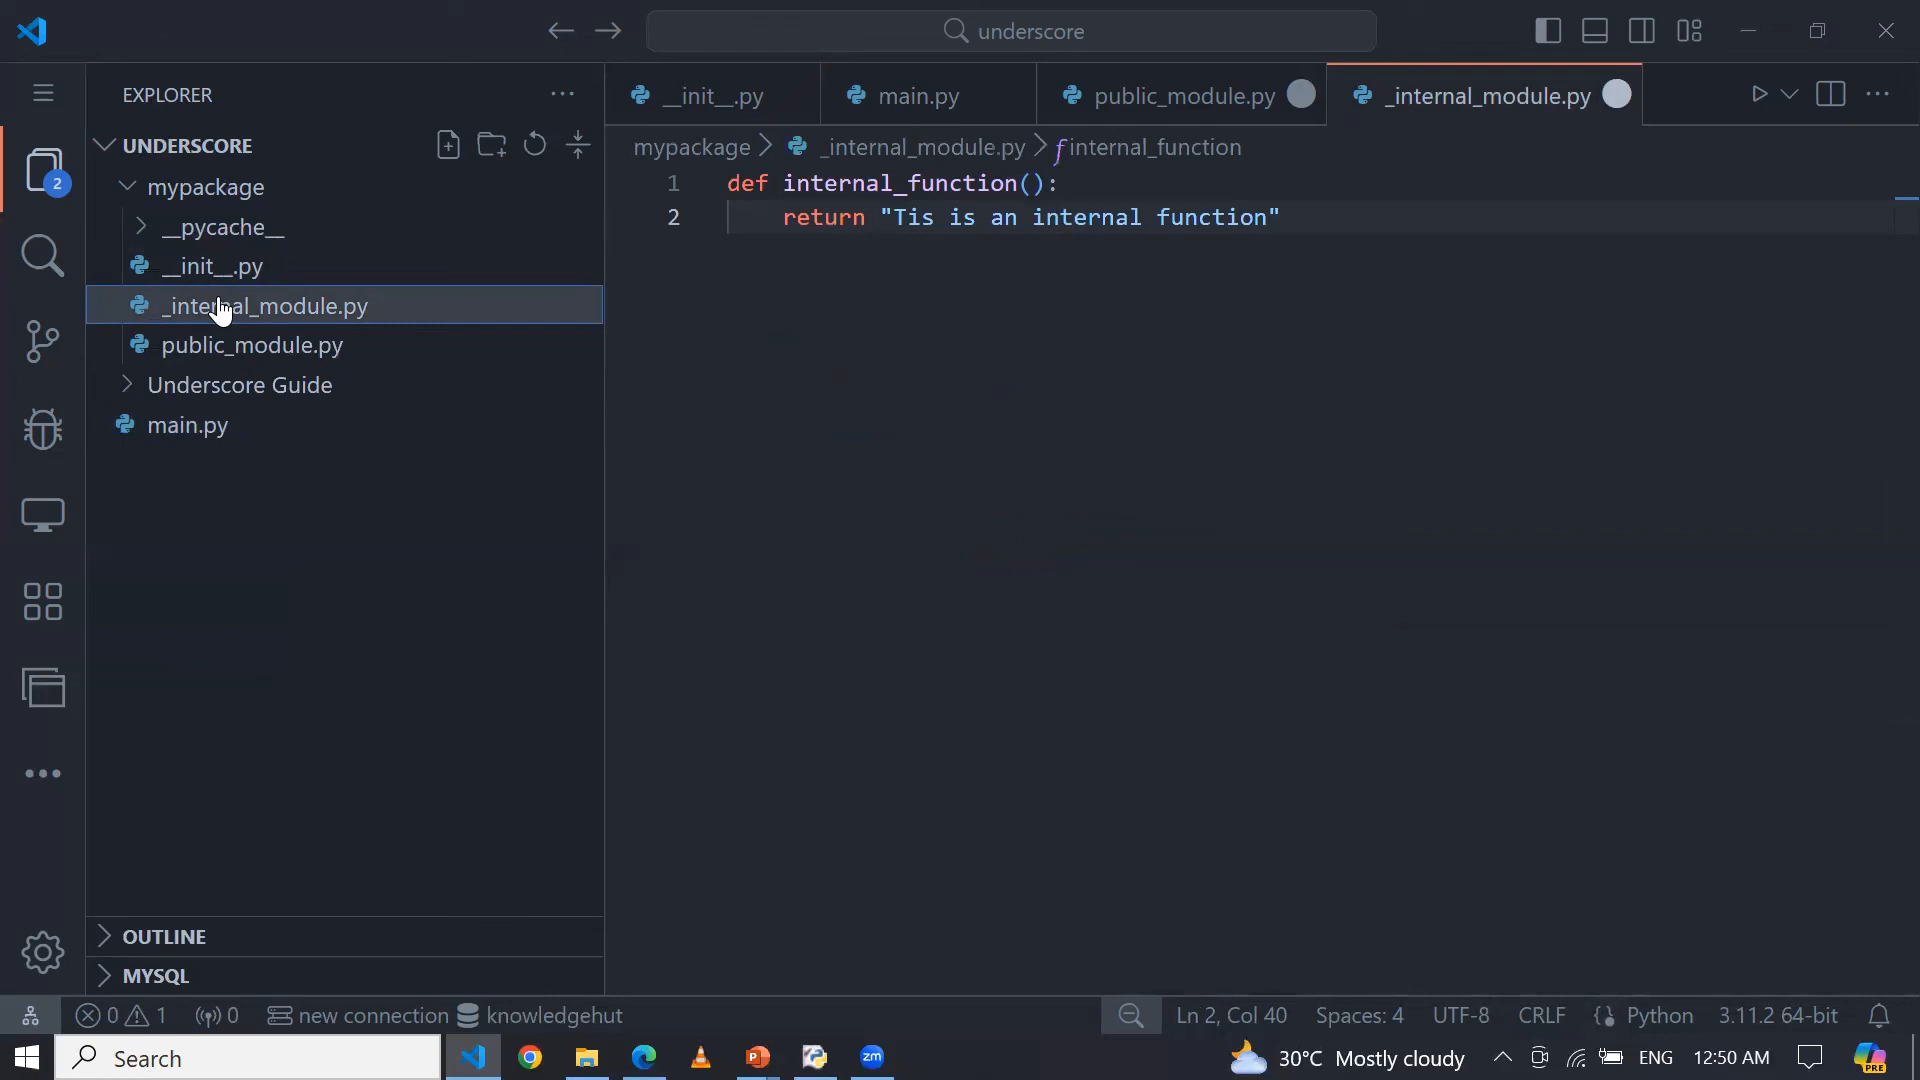 underscore
EXPLORER
__init__.py
main.py
public_module.py
_internal_module.py
UNDERSCORE
mypackage
__pycache__
__init__.py
_internal_module.py
public_module.py
Underscore Guide
main.py
mypackage > _internal_module.py > internal_function
1 def internal_function():
2 return "Tis is an internal function"
2
OUTLINE
MYSQL
0 1 0 new connection knowledgehut
Ln 2, Col 40 Spaces: 4 UTF-8 CRLF {} Python 3.11.2 64-bit
Search
zm
30°C Mostly cloudy
ENG
12:50 AM
PRE